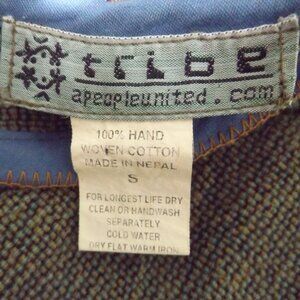 tribe
apeopleunited.com
100% HAND
WOVEN COTTON
MADE IN NEPAL
S
FOR LONGEST LIFE DRY
CLEAN OR HANDWASH
SEPARATELY
COLD WATER
DRY FLAT WARM IRON